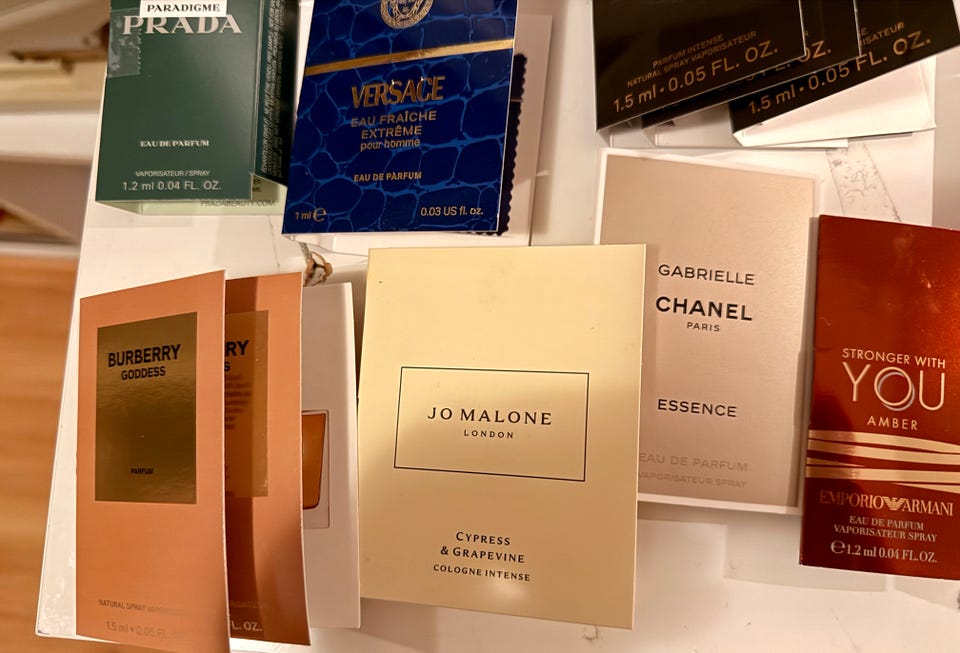 PARADIGME
PRADA
EAU DE PARFUM
VAPORISATEUR / SPRAY
1.2 ml 0.04 FL. OZ.
PRADABEAUTY.COM
VERSACE
EAU FRAÎCHE
EXTRÊME
pour homme
EAU DE PARFUM
1 ml ℮ 0.03 US fl. oz.
PARFUM INTENSE
NATURAL SPRAY VAPORISATEUR
1.5 ml • 0.05 FL. OZ.
OZ.
1.5 ml • 0.05 FL. OZ.
BURBERRY
GODDESS
PARFUM
NATURAL SPRAY
1.5 ml • 0.05 FL. OZ.
RY
S
L OZ.
JO MALONE
LONDON
CYPRESS
& GRAPEVINE
COLOGNE INTENSE
GABRIELLE
CHANEL
PARIS
ESSENCE
EAU DE PARFUM
VAPORISATEUR SPRAY
STRONGER WITH
YOU
AMBER
EMPORIO ARMANI
EAU DE PARFUM
VAPORISATEUR SPRAY
℮ 1.2 ml 0.04 FL.OZ.